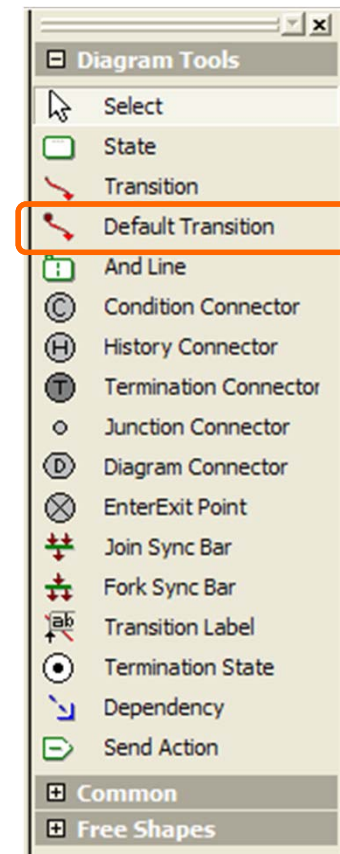 Diagram Tools
Select
State
Transition
Default Transition
And Line
C Condition Connector
H History Connector
T Termination Connector
Junction Connector
D Diagram Connector
EnterExit Point
Join Sync Bar
Fork Sync Bar
ab Transition Label
Termination State
Dependency
Send Action
Common
Free Shapes